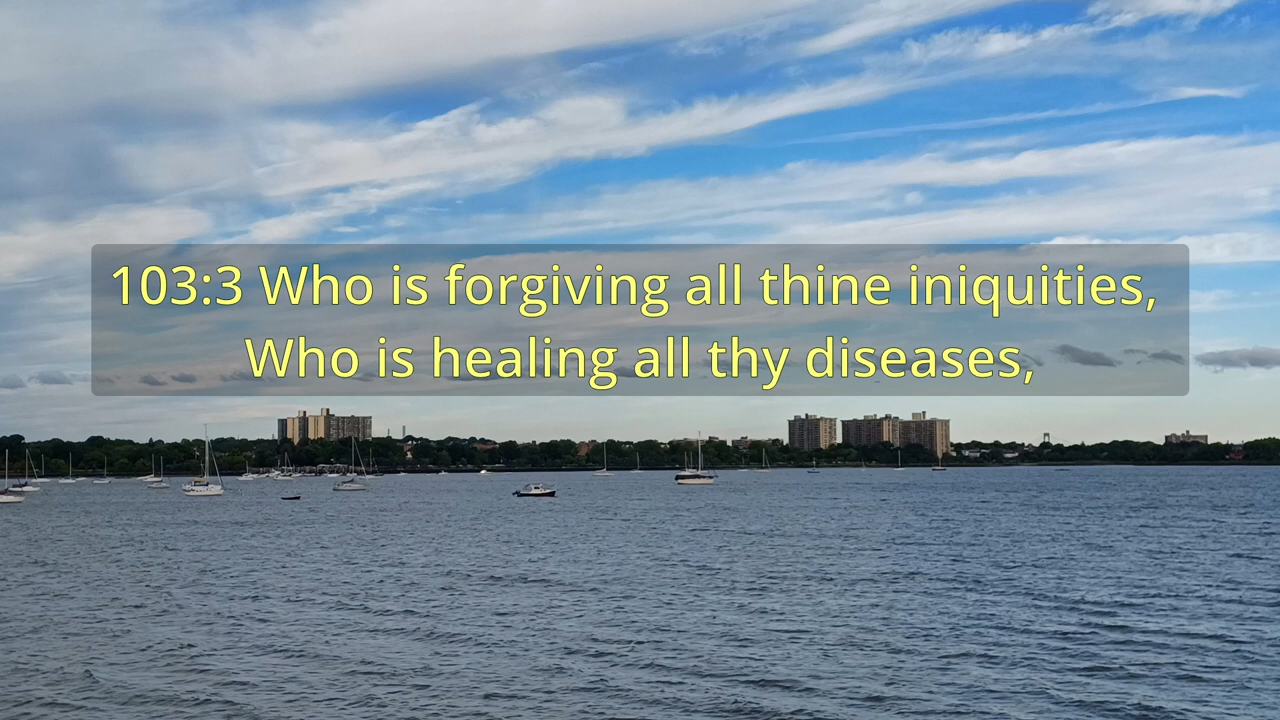 103:3 Who is forgiving all thine iniquities,
Who is healing all thy diseases,